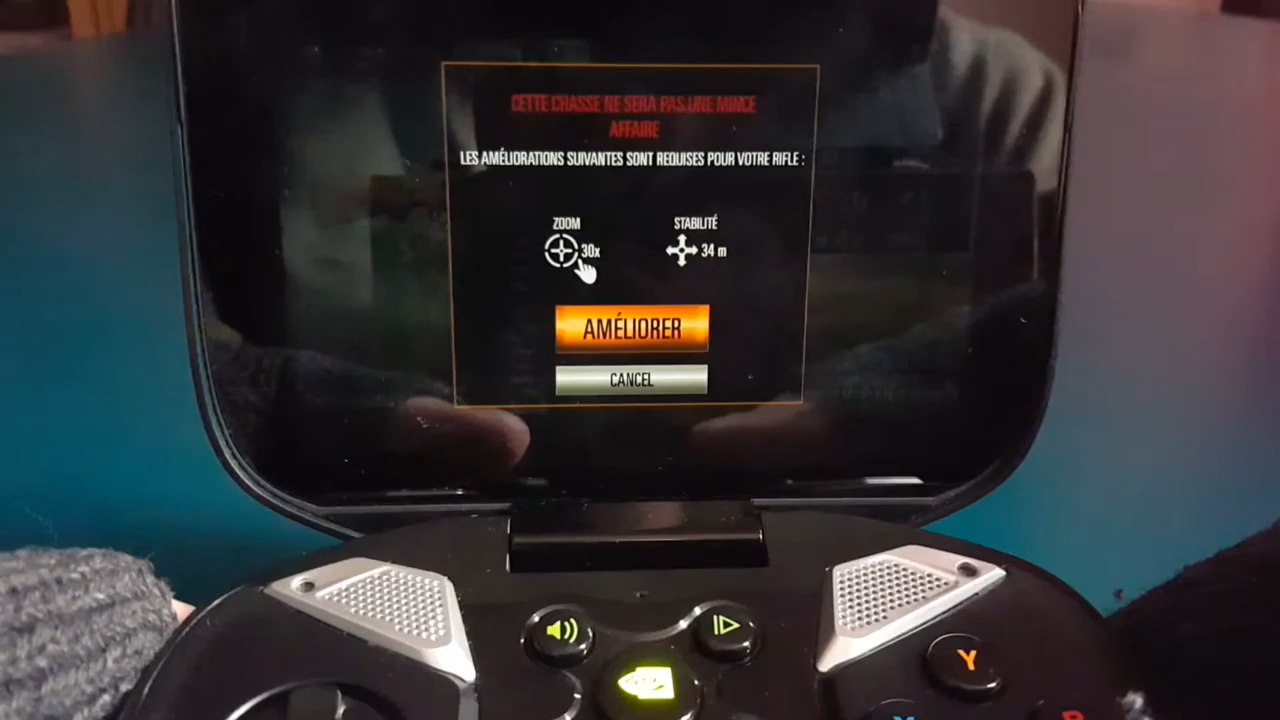 CETTE CHASSE NE SERA PAS UNE MINCE
AFFAIRE
LES AMÉLIORATIONS SUIVANTES SONT REQUISES POUR VOTRE RIFLE :
ZOOM
STABILITÉ
30x
34 m
AMÉLIORER
CANCEL
Y